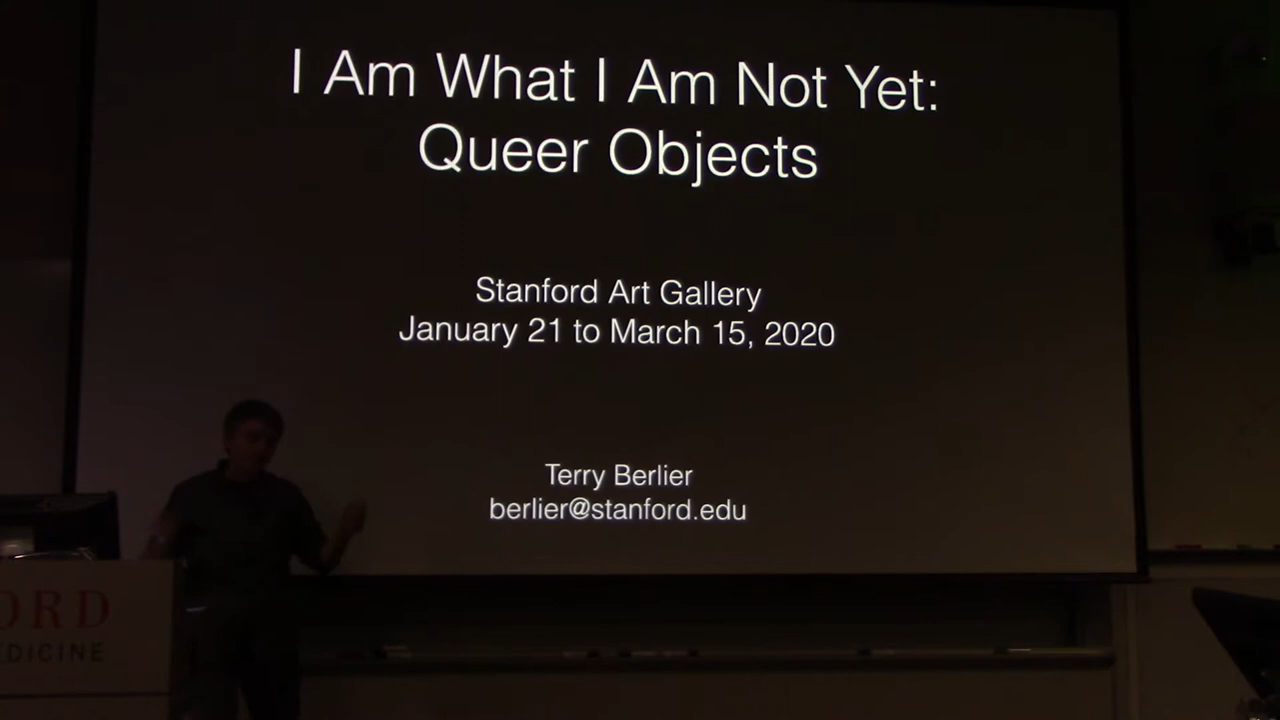 I Am What I Am Not Yet:
Queer Objects
Stanford Art Gallery
January 21 to March 15, 2020
Terry Berlier
berlier@stanford.edu
ORD
DICINE